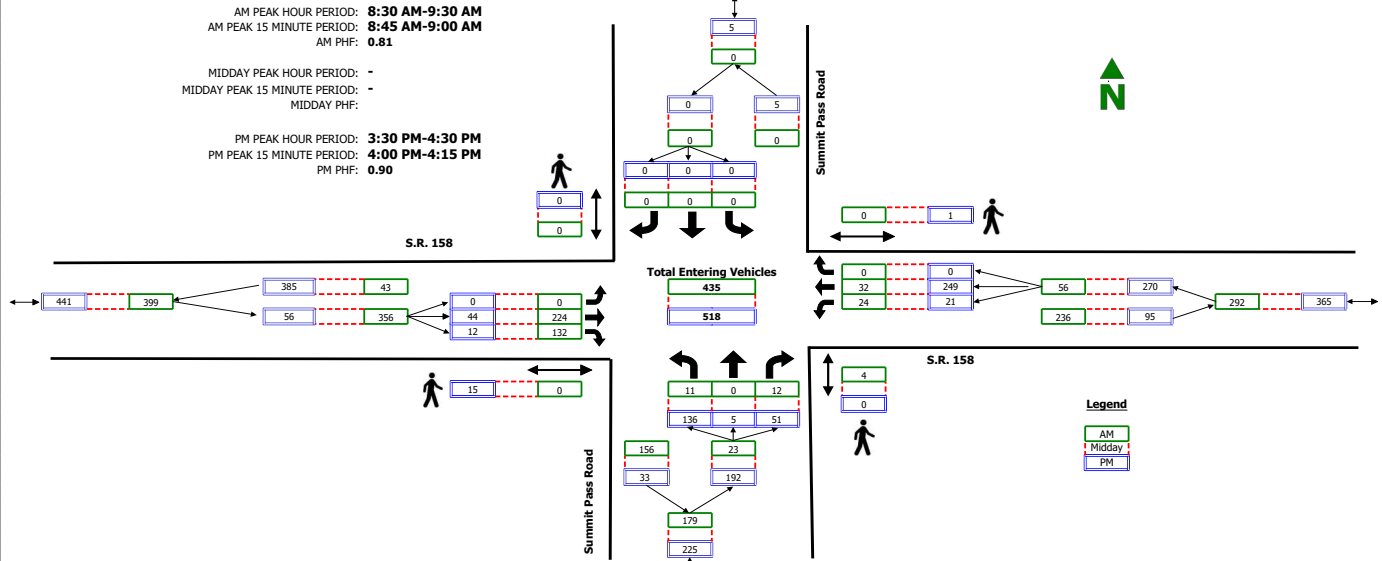 AM PEAK HOUR PERIOD: 8:30 AM-9:30 AM
AM PEAK 15 MINUTE PERIOD: 8:45 AM-9:00 AM
AM PHF: 0.81
MIDDAY PEAK HOUR PERIOD: -
MIDDAY PEAK 15 MINUTE PERIOD: -
MIDDAY PHF:
PM PEAK HOUR PERIOD: 3:30 PM-4:30 PM
PM PEAK 15 MINUTE PERIOD: 4:00 PM-4:15 PM
PM PHF: 0.90
5
0
0 5
0 0
0 0 0
0 0 0
Summit Pass Road
N
0
0
S.R. 158
0 1
Total Entering Vehicles
435
518
441 399
385 43
56 356
0 0
44 224
12 132
0 0
32 249
24 21
56 270
236 95
292 365
S.R. 158
15 0
11 0 12
136 5 51
156 23
33 192
179
225
Summit Pass Road
4
0
Legend
AM
Midday
PM